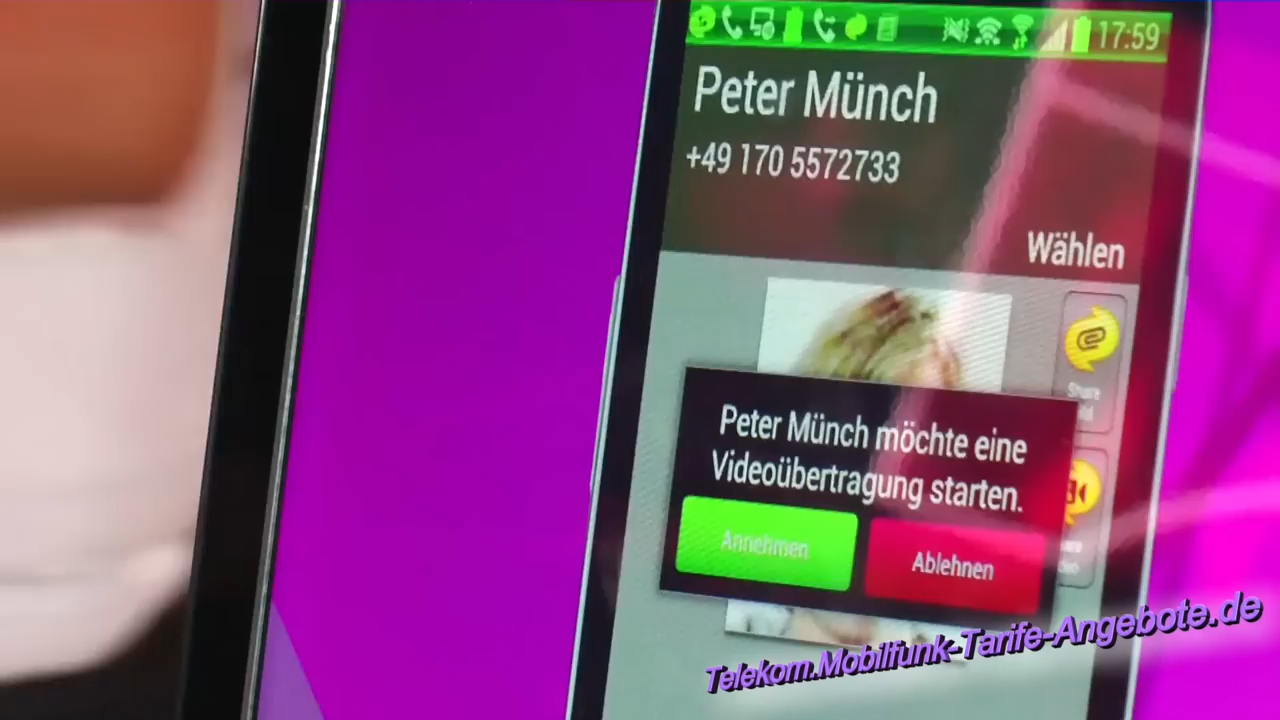 17:59
Peter Münch
+49 170 5572733
Wählen
Share
Peter Münch möchte eine
Videoübertragung starten.
Annehmen
Ablehnen
Telekom.Mobilfunk-Tarife-Angebote.de